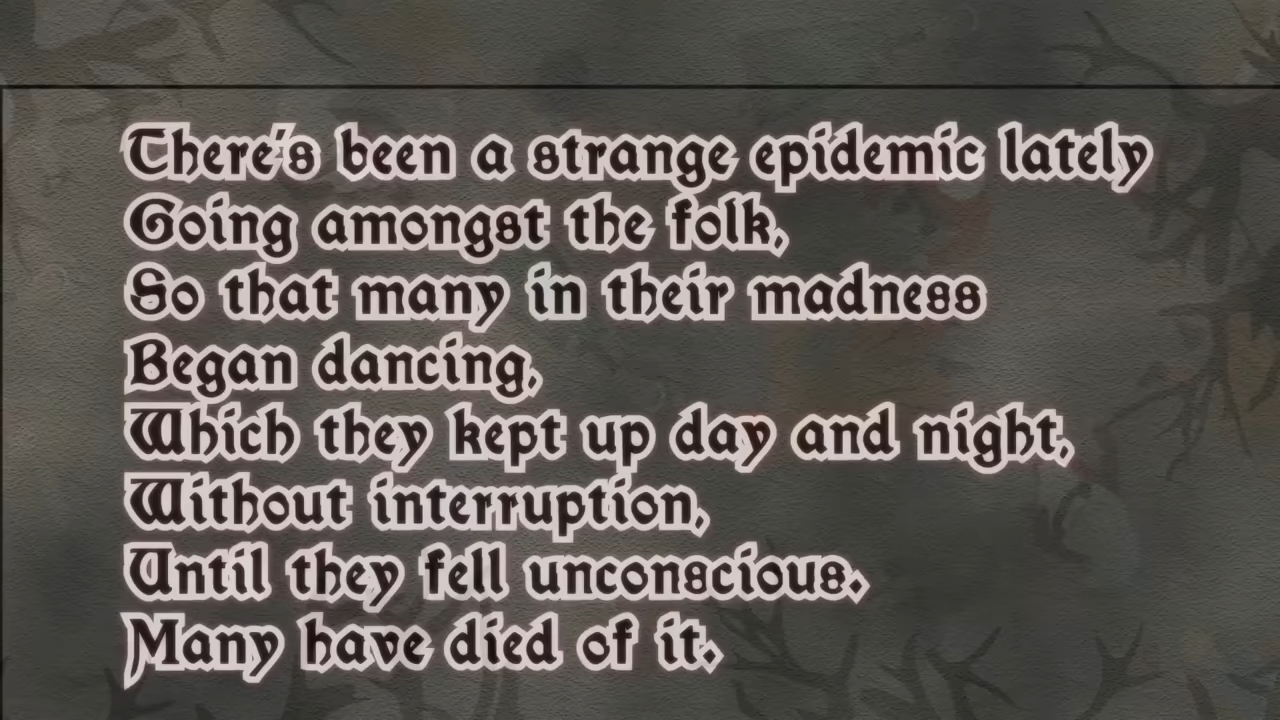 There's been a strange epidemic lately
Going amongst the folk,
So that many in their madness
Began dancing,
Which they kept up day and night,
Without interruption,
Until they fell unconscious.
Many have died of it.